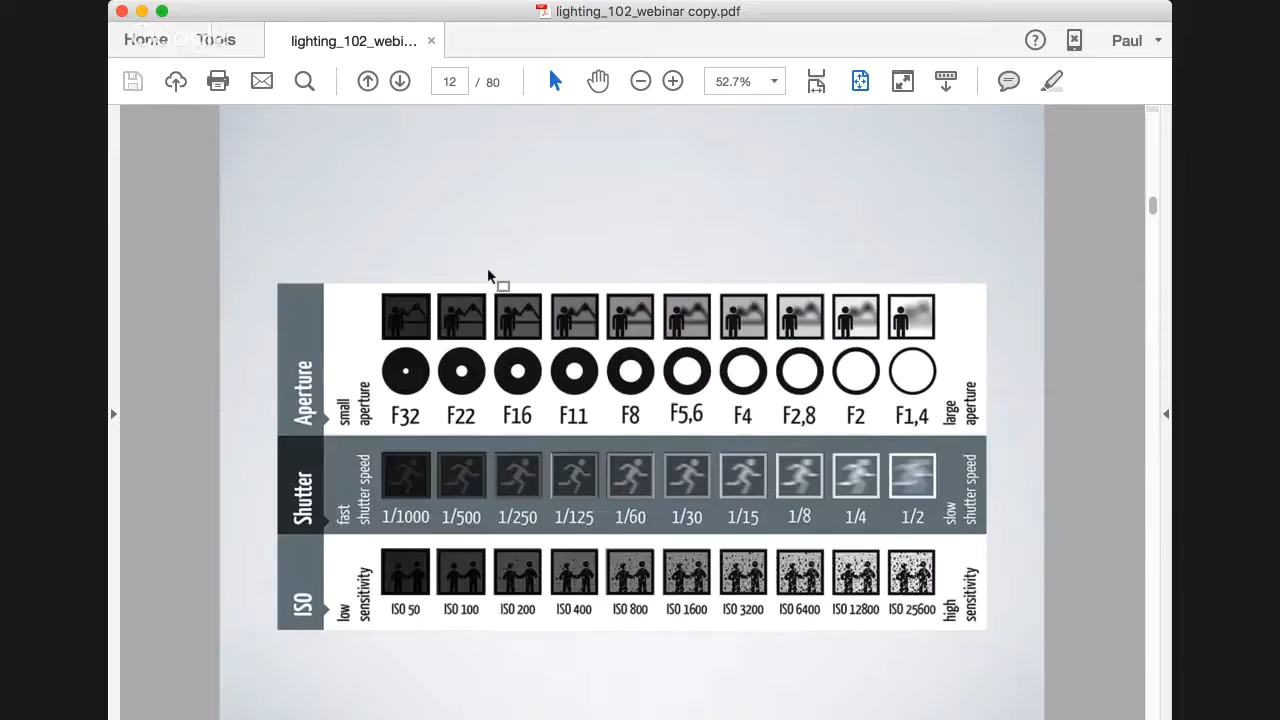 lighting_102_webinar copy.pdf
Home Tools lighting_102_webi... ×
Paul
12 / 80 52.7%
Aperture
small
aperture
F32 F22 F16 F11 F8 F5,6 F4 F2,8 F2 F1,4
large
aperture
Shutter
fast
shutter speed
1/1000 1/500 1/250 1/125 1/60 1/30 1/15 1/8 1/4 1/2
slow
shutter speed
ISO
low
sensitivity
ISO 50 ISO 100 ISO 200 ISO 400 ISO 800 ISO 1600 ISO 3200 ISO 6400 ISO 12800 ISO 25600
high
sensitivity